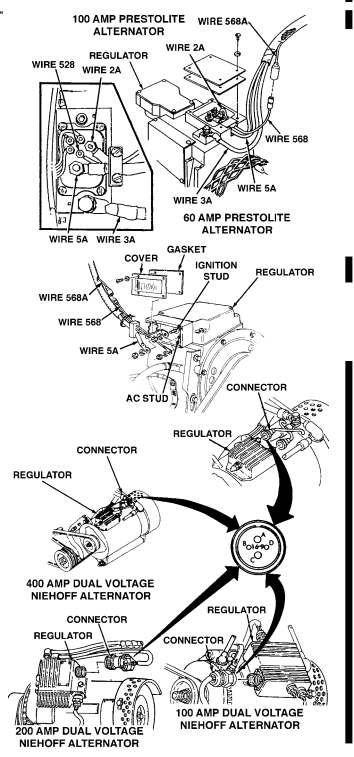 100 AMP PRESTOLITE
ALTERNATOR
WIRE 568A
REGULATOR
WIRE 2A
WIRE 528
WIRE 2A
WIRE 568
WIRE 5A
WIRE 3A
WIRE 5A
WIRE 3A
60 AMP PRESTOLITE
ALTERNATOR
GASKET
COVER
IGNITION
STUD
REGULATOR
WIRE 568A
WIRE 568
WIRE 5A
AC STUD
CONNECTOR
REGULATOR
CONNECTOR
REGULATOR
A
B
D
C
400 AMP DUAL VOLTAGE
NIEHOFF ALTERNATOR
CONNECTOR
REGULATOR
REGULATOR
CONNECTOR
200 AMP DUAL VOLTAGE
NIEHOFF ALTERNATOR
100 AMP DUAL VOLTAGE
NIEHOFF ALTERNATOR